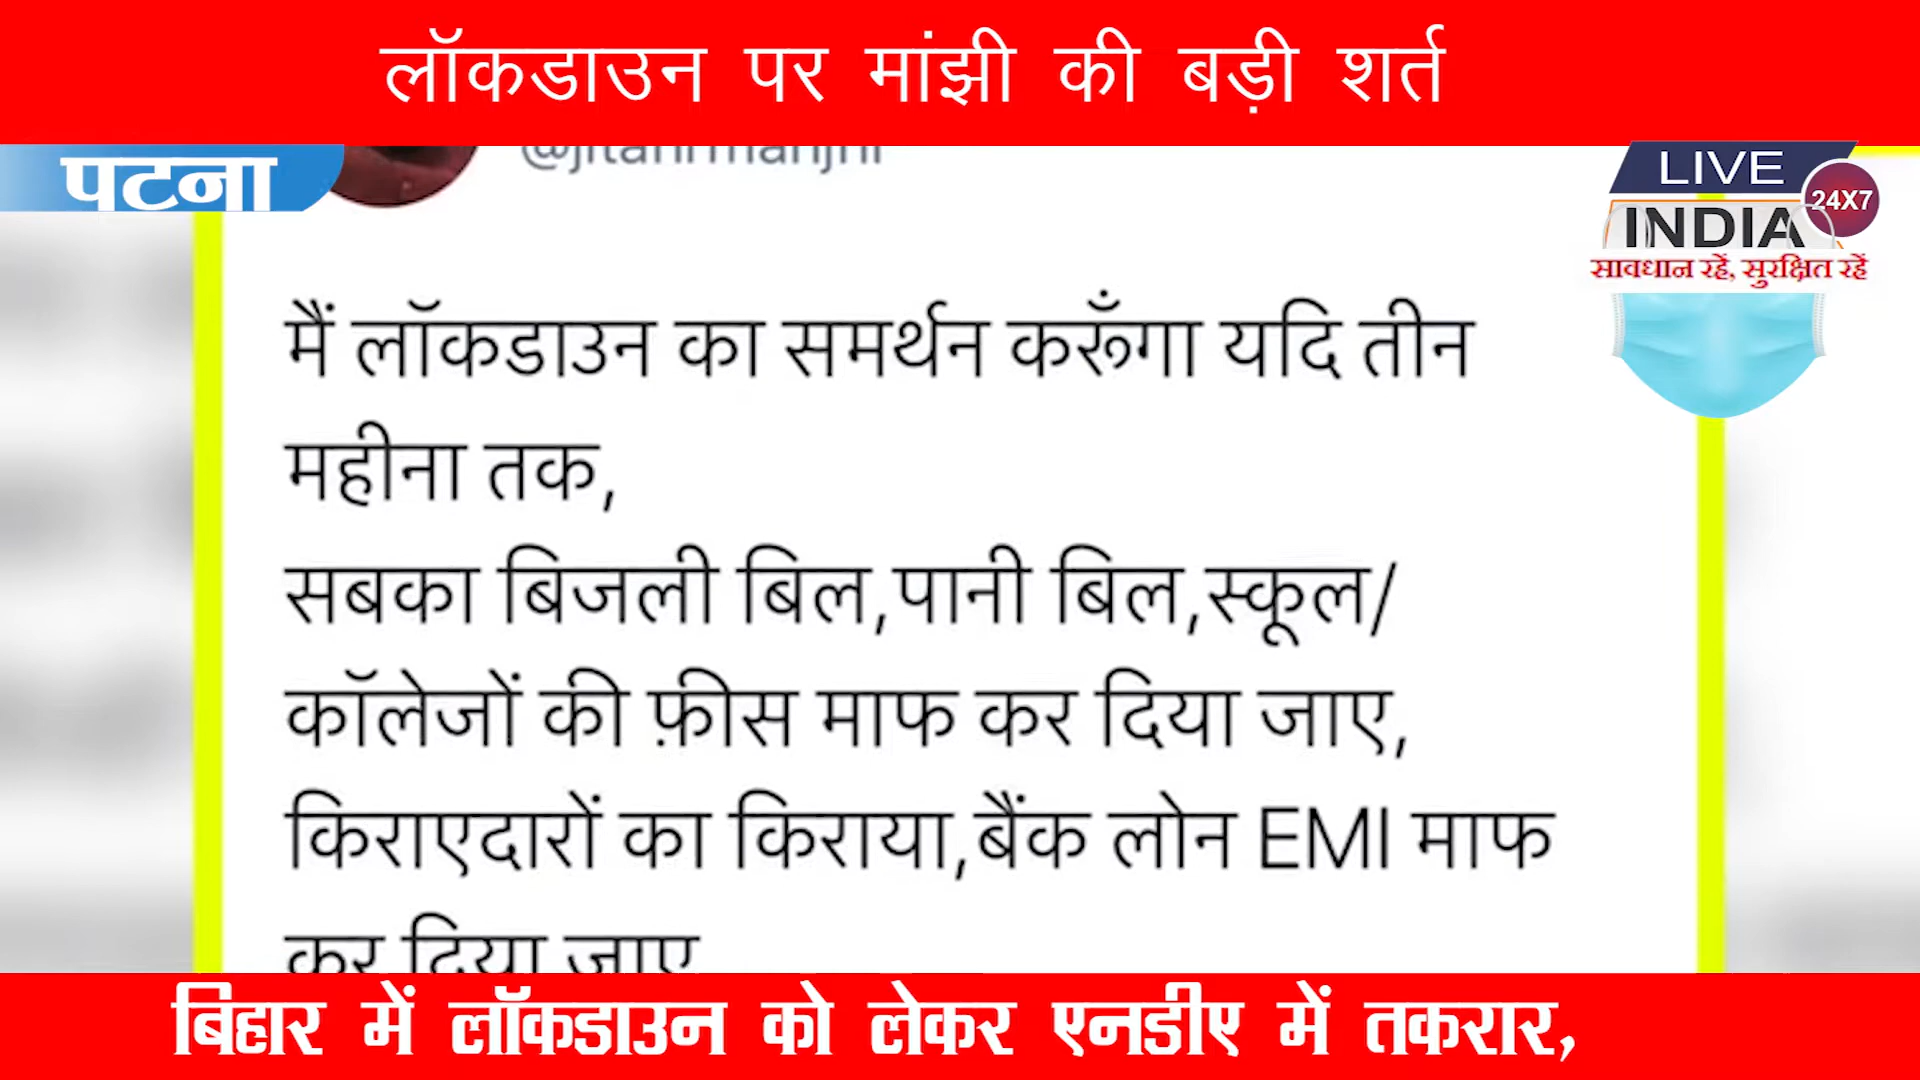 लॉकडाउन पर मांझी की बड़ी शर्त
पटना
LIVE
24X7
INDIA
सावधान रहें, सुरक्षित रहें
मैं लॉकडाउन का समर्थन करूँगा यदि तीन
महीना तक,
सबका बिजली बिल,पानी बिल,स्कूल/
कॉलेजों की फ़ीस माफ कर दिया जाए,
किराएदारों का किराया,बैंक लोन EMI माफ
कर दिया जाए
बिहार में लॉकडाउन को लेकर एनडीए में तकरार,